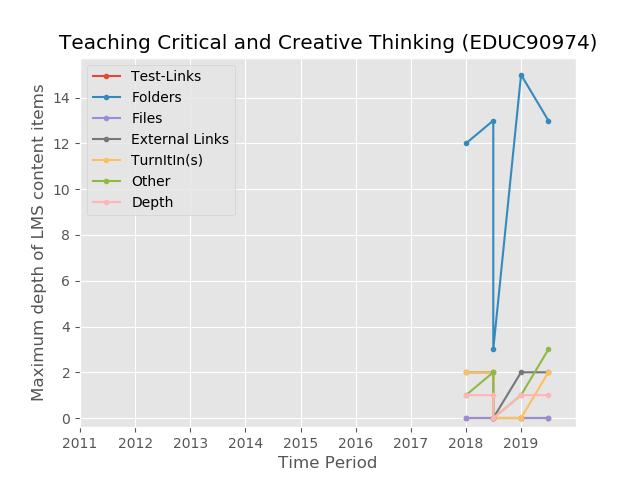 Teaching Critical and Creative Thinking (EDUC90974)
Test-Links
Folders
Files
External Links
TurnItIn(s)
Other
Depth
14
12
10
8
6
4
2
0
Maximum depth of LMS content items
2011 2012 2013 2014 2015 2016 2017 2018 2019
Time Period